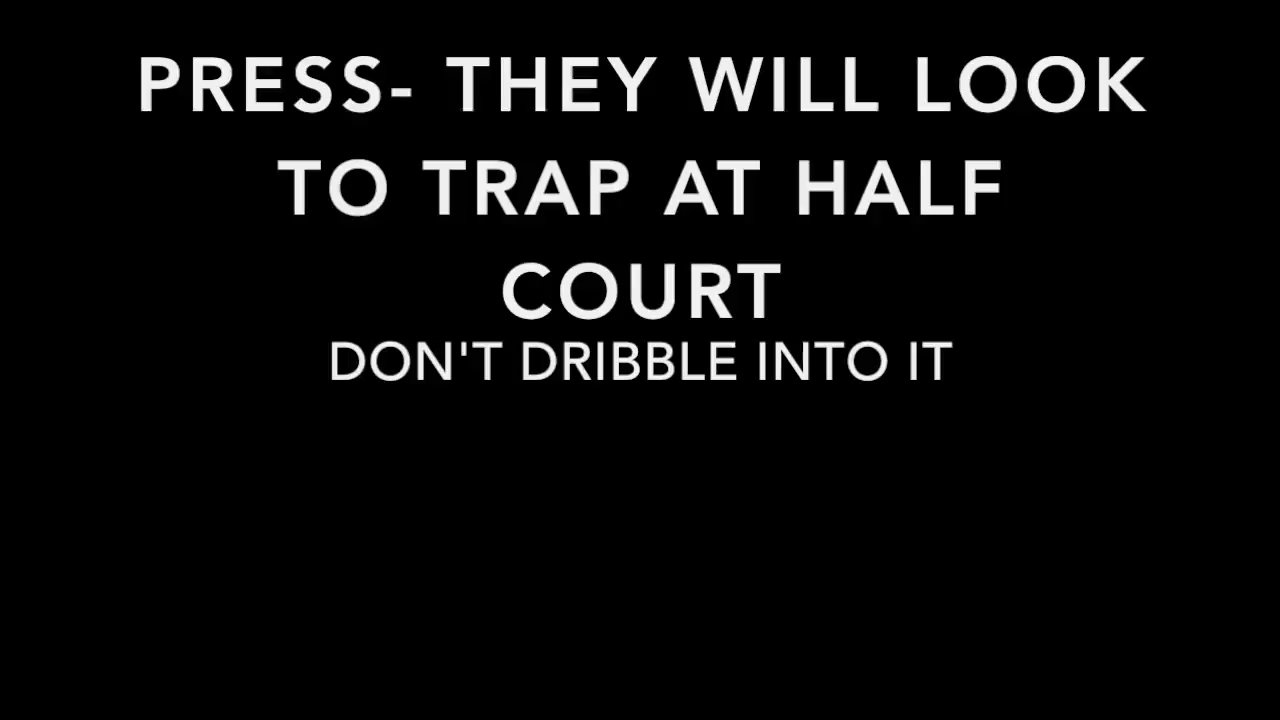 PRESS- THEY WILL LOOK
TO TRAP AT HALF
COURT
DON'T DRIBBLE INTO IT